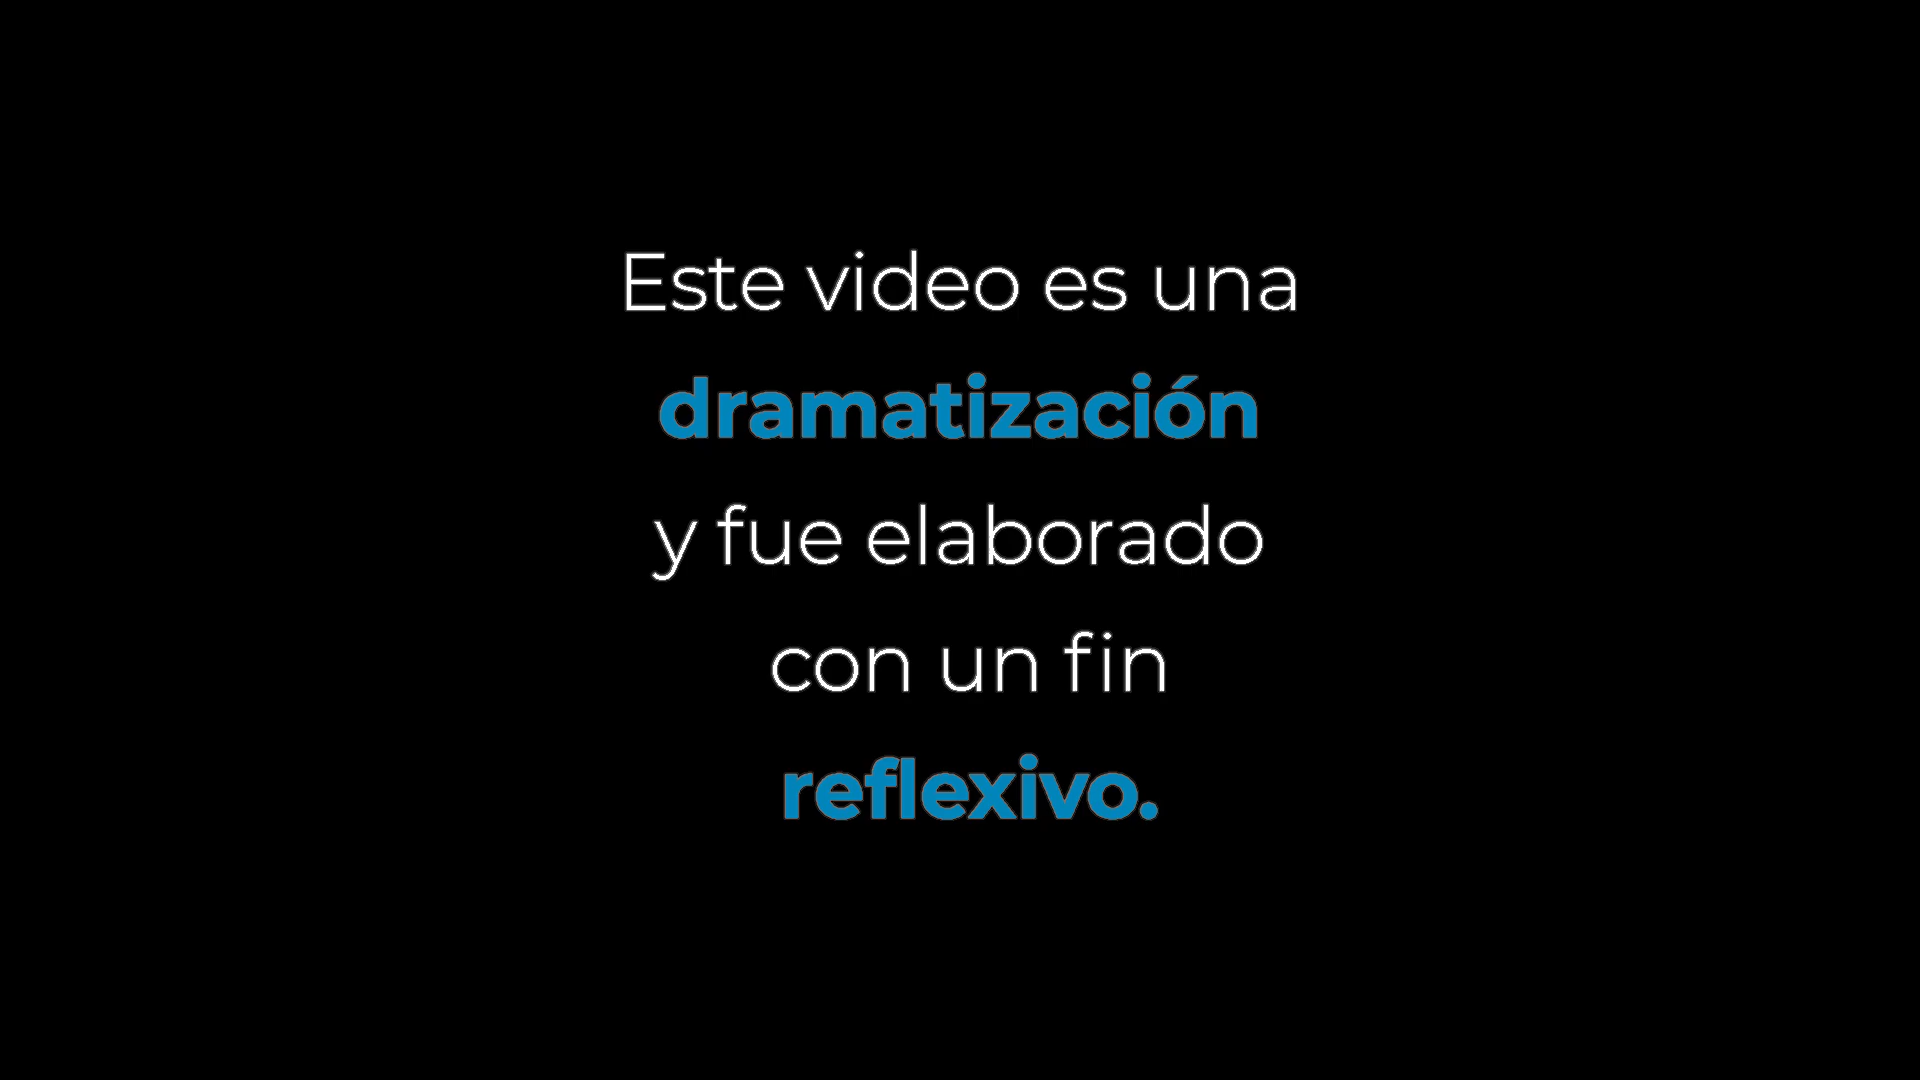 Este video es una
dramatización
y fue elaborado
con un fin
reflexivo.